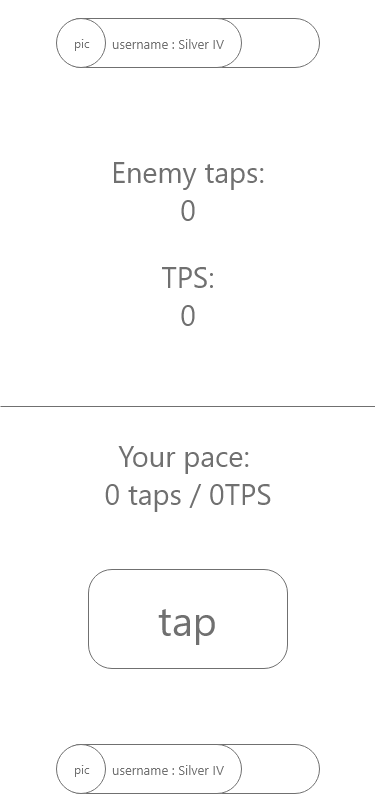 pic username : Silver IV
Enemy taps:
0
TPS:
0
Your pace:
0 taps / 0TPS
tap
pic username : Silver IV